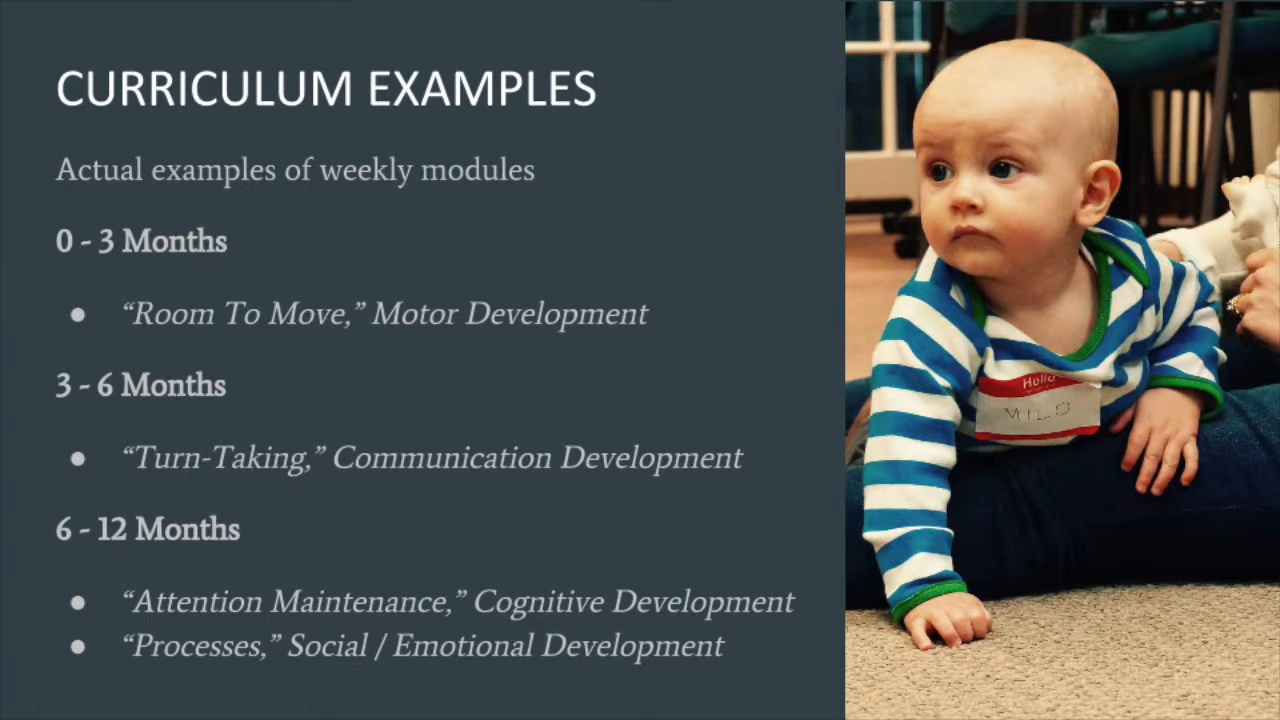 CURRICULUM EXAMPLES
Actual examples of weekly modules
0 - 3 Months
● “Room To Move,” Motor Development
3 - 6 Months
● “Turn-Taking,” Communication Development
6 - 12 Months
● “Attention Maintenance,” Cognitive Development
● “Processes,” Social / Emotional Development
Hello
MILO